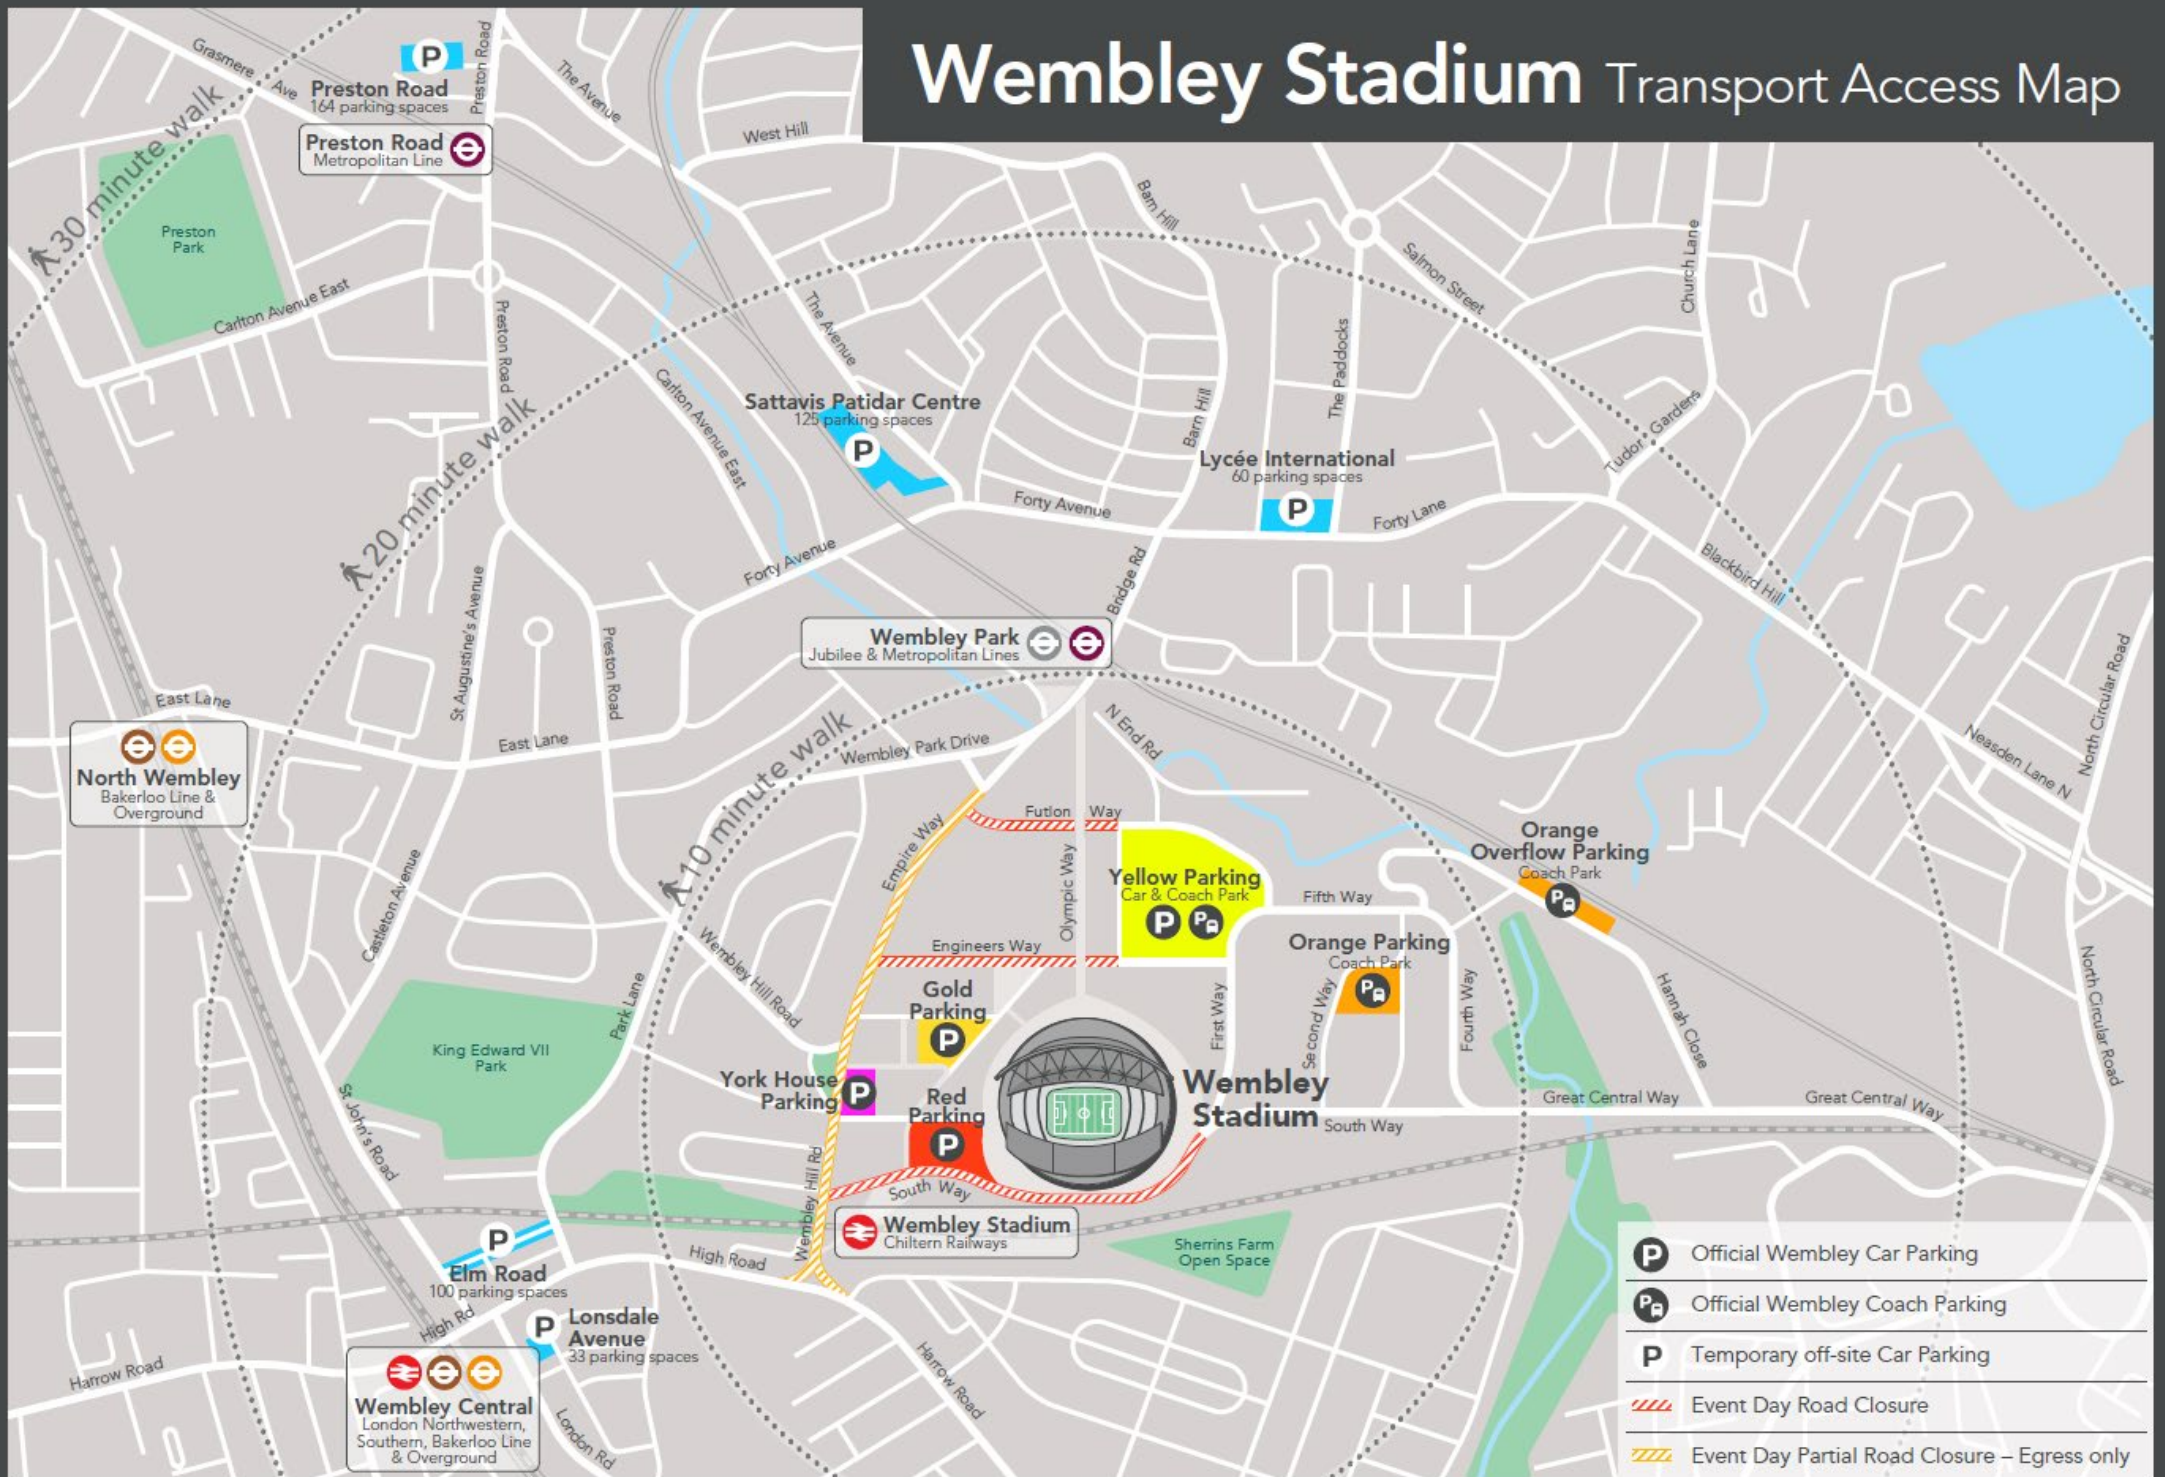 Wembley Stadium Transport Access Map
Grasmere
Ave
P
Preston Road
164 parking spaces
Preston Road
The Avenue
West Hill
Preston Road
Metropolitan Line
30 minute walk
Preston
Park
Barn Hill
Salmon Street
Church Lane
Carlton Avenue East
Preston Road
The Avenue
The Paddocks
Carlton Avenue East
Sattavis Patidar Centre
125 parking spaces
P
Barn Hill
Tudor Gardens
20 minute walk
Lycée International
60 parking spaces
P
Forty Avenue
Forty Lane
Forty Avenue
Bridge Rd
Blackbird Hill
St Augustine's Avenue
Preston Road
Wembley Park
Jubilee & Metropolitan Lines
North Circular Road
East Lane
East Lane
North Wembley
Bakerloo Line &
Overground
10 minute walk
Wembley Park Drive
N End Rd
Neasden Lane N
Futlon Way
Empire Way
Olympic Way
Yellow Parking
Car & Coach Park
P P
Fifth Way
Orange
Overflow Parking
Coach Park
P
Castleton Avenue
Wembley Hill Road
Engineers Way
Orange Parking
Coach Park
P
Gold
Parking
P
First Way
Second Way
Fourth Way
Hannah Close
North Circular Road
Park Lane
King Edward VII
Park
York House
Parking
P
Red
Parking
P
Wembley
Stadium
South Way
Great Central Way
Great Central Way
St John's Road
Wembley Hill Rd
South Way
Wembley Stadium
Chiltern Railways
Sherrins Farm
Open Space
P
Elm Road
100 parking spaces
High Road
High Rd
P
Lonsdale
Avenue
33 parking spaces
Harrow Road
Harrow Road
Wembley Central
London Northwestern,
Southern, Bakerloo Line
& Overground
London Rd
P Official Wembley Car Parking
P Official Wembley Coach Parking
P Temporary off-site Car Parking
Event Day Road Closure
Event Day Partial Road Closure – Egress only